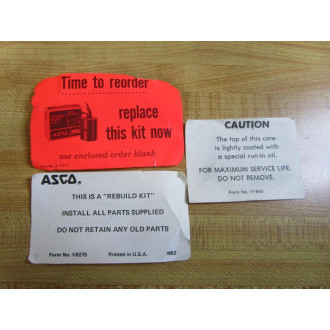 Time to reorder
ASCO
replace
this kit now
use enclosed order blank
CAUTION
The top of this core
is lightly coated with
a special run-in oil.
FOR MAXIMUM SERVICE LIFE,
DO NOT REMOVE.
Form No. V1845
ASCO.
THIS IS A "REBUILD KIT"
INSTALL ALL PARTS SUPPLIED
DO NOT RETAIN ANY OLD PARTS
Form No. V6275 Printed in U.S.A. 1982